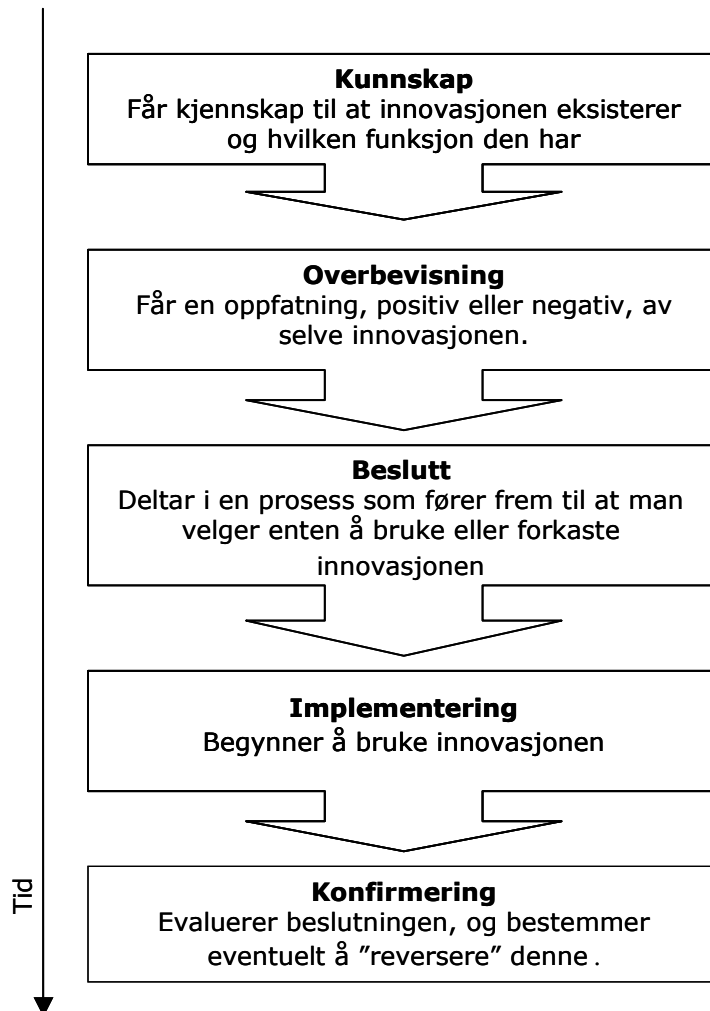 Kunnskap
Får kjennskap til at innovasjonen eksisterer
og hvilken funksjon den har
Overbevisning
Får en oppfatning, positiv eller negativ, av
selve innovasjonen.
Beslutt
Deltar i en prosess som fører frem til at man
velger enten å bruke eller forkaste
innovasjonen
Implementering
Begynner å bruke innovasjonen
Konfirmering
Evaluerer beslutningen, og bestemmer
eventuelt å ”reversere” denne .
Tid